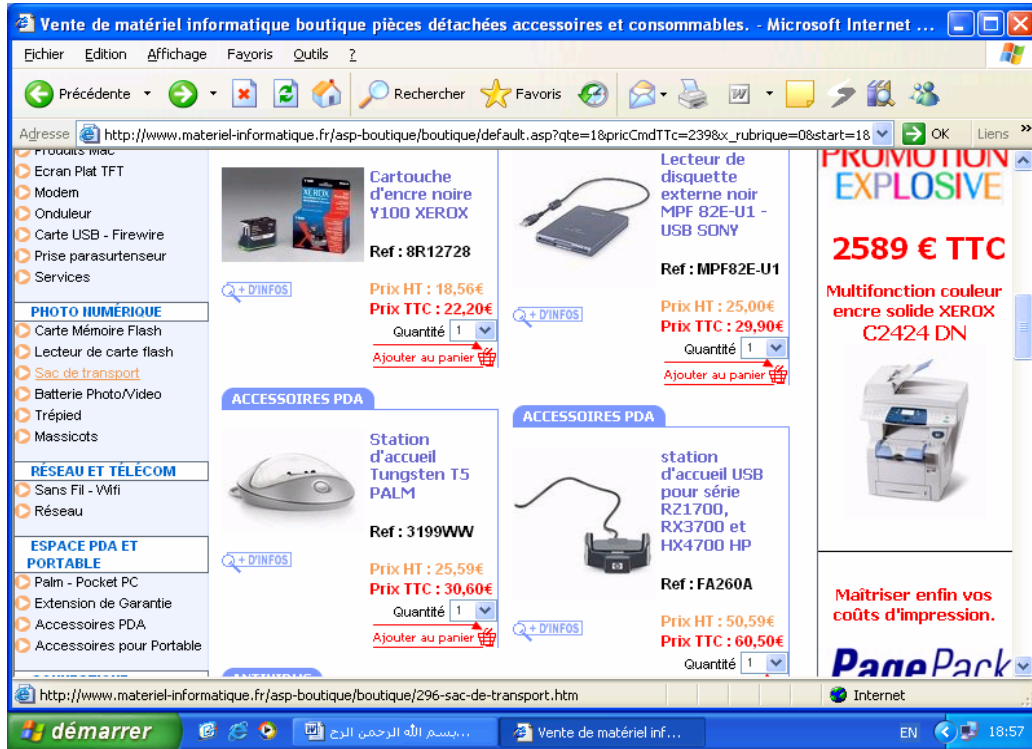 Vente de matériel informatique boutique pièces détachées accessoires et consommables. - Microsoft Internet ...
Fichier Edition Affichage Favoris Outils ?
Précédente Rechercher Favoris
Adresse http://www.materiel-informatique.fr/asp-boutique/boutique/default.asp?qte=1&pricCmdTTc=239&x_rubrique=0&start=18 OK Liens »
Produits Mac
Ecran Plat TFT
Modem
Onduleur
Carte USB - Firewire
Prise parasurtenseur
Services
PHOTO NUMÉRIQUE
Carte Mémoire Flash
Lecteur de carte flash
Sac de transport
Batterie Photo/Video
Trépied
Massicots
RÉSEAU ET TÉLÉCOM
Sans Fil - Wifi
Réseau
ESPACE PDA ET
PORTABLE
Palm - Pocket PC
Extension de Garantie
Accessoires PDA
Accessoires pour Portable
CONNECTIQUE
XEROX
Cartouche
d'encre noire
Y100 XEROX
Ref : 8R12728
+ D'INFOS
Prix HT : 18,56€
Prix TTC : 22,20€
Quantité 1
Ajouter au panier
Lecteur de
disquette
externe noir
MPF 82E-U1 -
USB SONY
Ref : MPF82E-U1
+ D'INFOS
Prix HT : 25,00€
Prix TTC : 29,90€
Quantité 1
Ajouter au panier
ACCESSOIRES PDA
Station
d'accueil
Tungsten T5
PALM
Ref : 3199WW
+ D'INFOS
Prix HT : 25,59€
Prix TTC : 30,60€
Quantité 1
Ajouter au panier
ANTIVIRUS
ACCESSOIRES PDA
station
d'accueil USB
pour série
RZ1700,
RX3700 et
HX4700 HP
Ref : FA260A
+ D'INFOS
Prix HT : 50,59€
Prix TTC : 60,50€
Quantité 1
PROMOTION
EXPLOSIVE
2589 € TTC
Multifonction couleur
encre solide XEROX
C2424 DN
Maîtriser enfin vos
coûts d'impression.
PagePack
http://www.materiel-informatique.fr/asp-boutique/boutique/296-sac-de-transport.htm Internet
démarrer بسم الله الرحمن الرح... Vente de matériel inf... EN 18:57